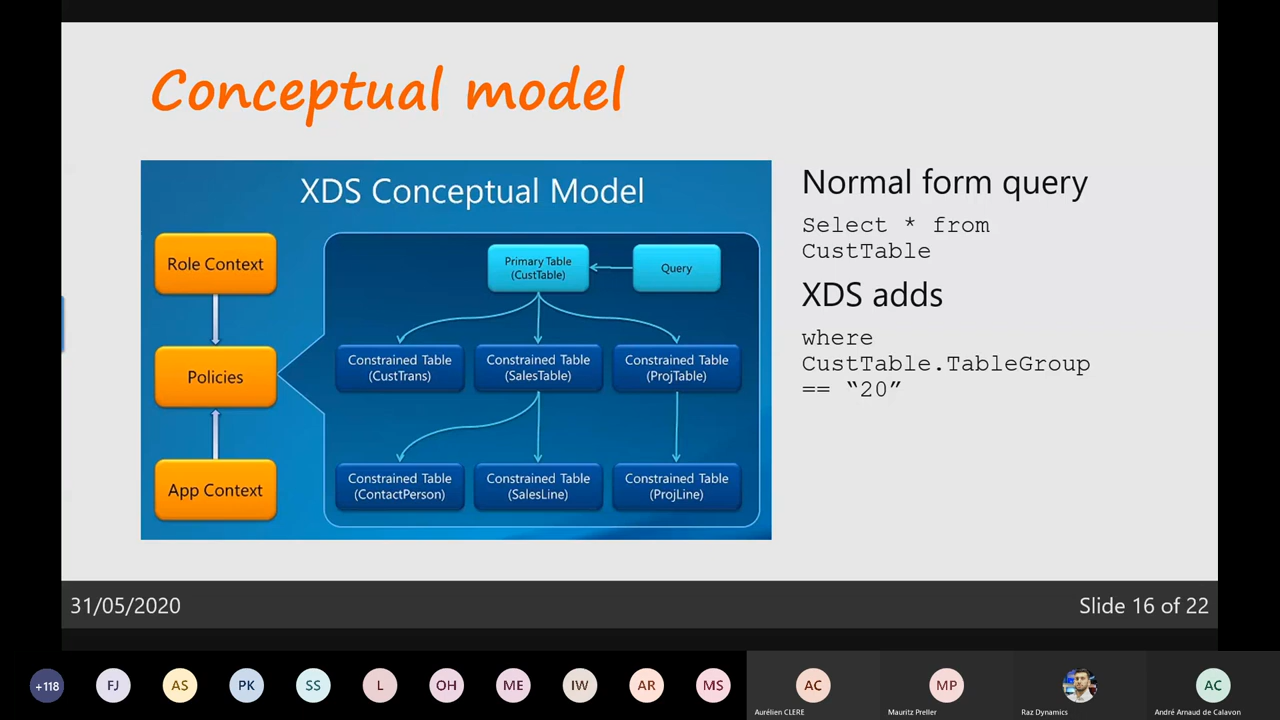 Conceptual model
XDS Conceptual Model
Role Context
Policies
App Context
Primary Table
(CustTable)
Query
Constrained Table
(CustTrans)
Constrained Table
(SalesTable)
Constrained Table
(ProjTable)
Constrained Table
(ContactPerson)
Constrained Table
(SalesLine)
Constrained Table
(ProjLine)
Normal form query
Select * from
CustTable
XDS adds
where
CustTable.TableGroup
== “20”
31/05/2020
Slide 16 of 22
+118
FJ
AS
PK
SS
L
OH
ME
IW
AR
MS
AC
Aurélien CLERE
MP
Mauritz Preller
Raz Dynamics
AC
André Arnaud de Calavon